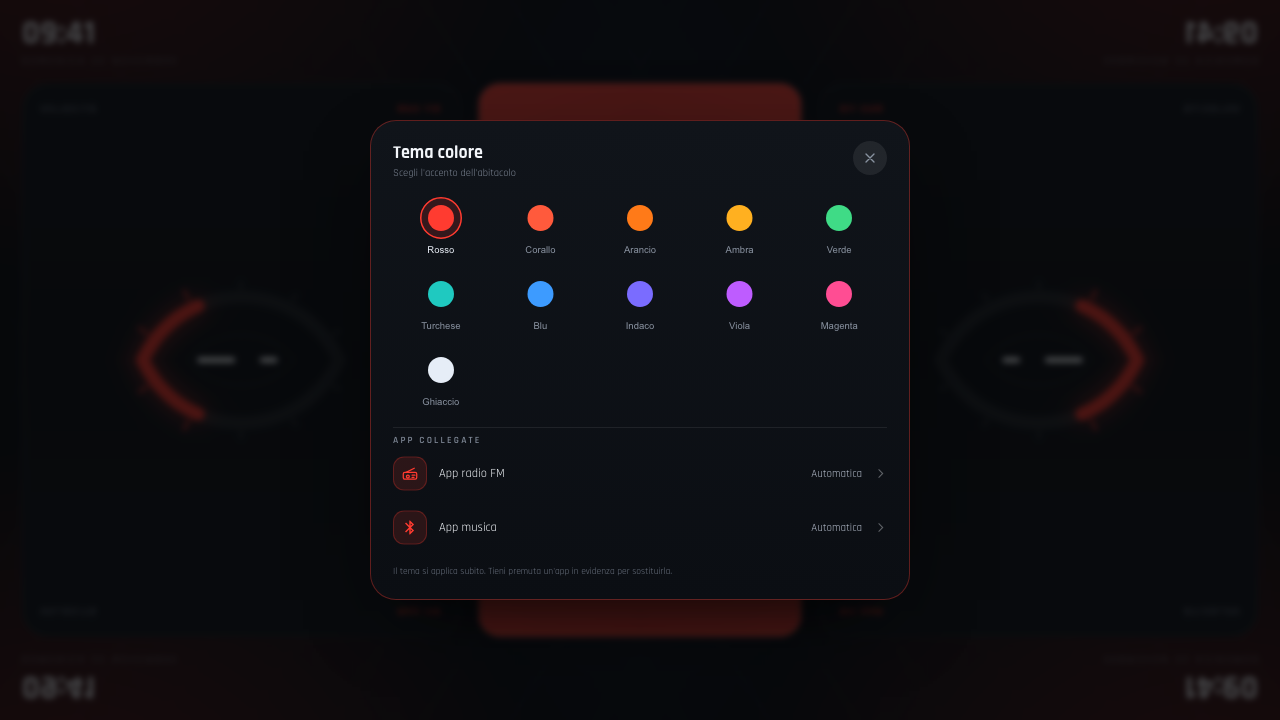 09:41
Tema colore
Scegli l'accento dell'abitacolo
Rosso
Corallo
Arancio
Ambra
Verde
Turchese
Blu
Indaco
Viola
Magenta
Ghiaccio
APP COLLEGATE
App radio FM
Automatica
App musica
Automatica
Il tema si applica subito. Tieni premuta un'app in evidenza per sostituirla.